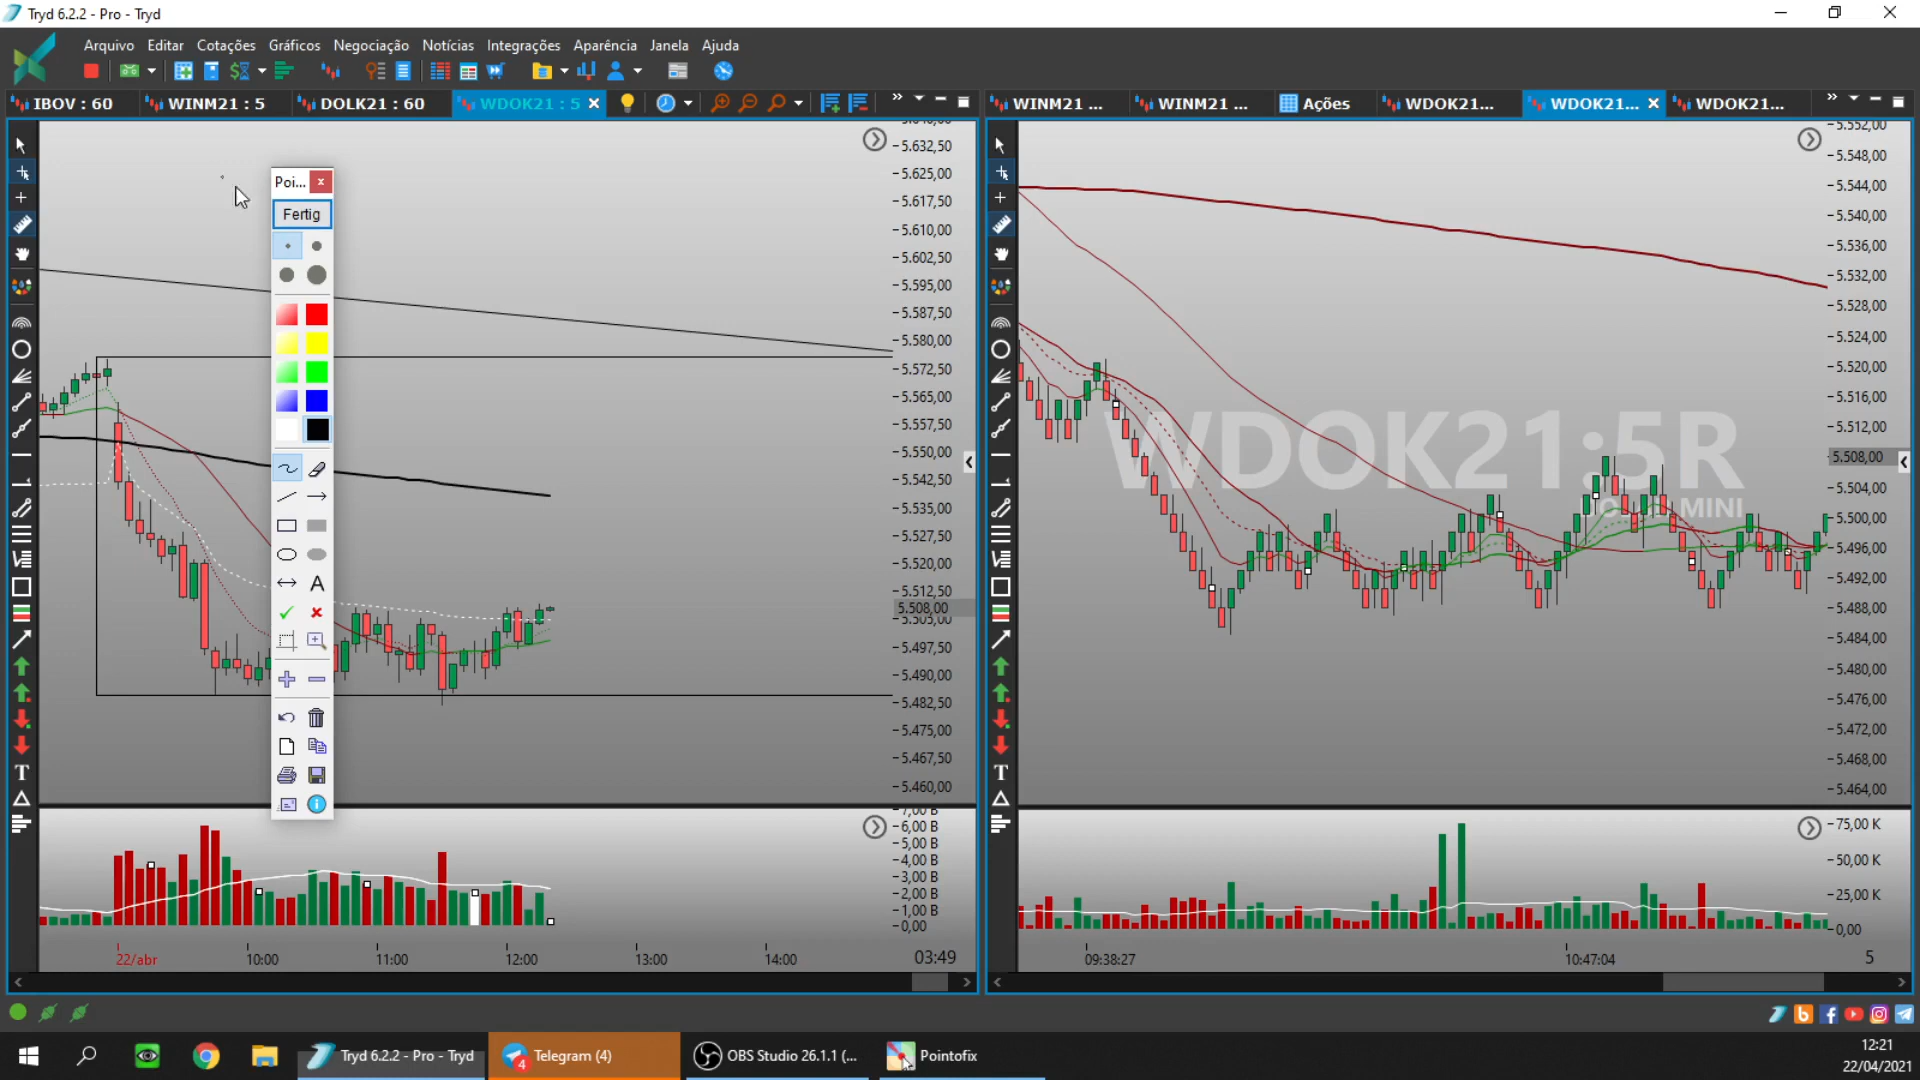 Tryd 6.2.2 - Pro - Tryd
Arquivo Editar Cotações Gráficos Negociação Notícias Integrações Aparência Janela Ajuda
IBOV : 60 WINM21 : 5 DOLK21 : 60 WDOK21 : 5
WINM21 ... WINM21 ... Ações WDOK21... WDOK21... WDOK21...
5.632,50
5.625,00
5.617,50
5.610,00
5.602,50
5.595,00
5.587,50
5.580,00
5.572,50
5.565,00
5.557,50
5.550,00
5.542,50
5.535,00
5.527,50
5.520,00
5.512,50
5.508,00
5.505,00
5.497,50
5.490,00
5.482,50
5.475,00
5.467,50
5.460,00
Poi...
Fertig
A
7,00 B
6,00 B
5,00 B
4,00 B
3,00 B
2,00 B
1,00 B
0,00
22/abr 10:00 11:00 12:00 13:00 14:00 03:49
WDOK21:5R
MINI
5.552,00
5.548,00
5.544,00
5.540,00
5.536,00
5.532,00
5.528,00
5.524,00
5.520,00
5.516,00
5.512,00
5.508,00
5.504,00
5.500,00
5.496,00
5.492,00
5.488,00
5.484,00
5.480,00
5.476,00
5.472,00
5.468,00
5.464,00
75,00 K
50,00 K
25,00 K
0,00
09:38:27 10:47:04 5
T
T
Tryd 6.2.2 - Pro - Tryd
4
Telegram (4)
OBS Studio 26.1.1 (...
Pointofix
12:21
22/04/2021